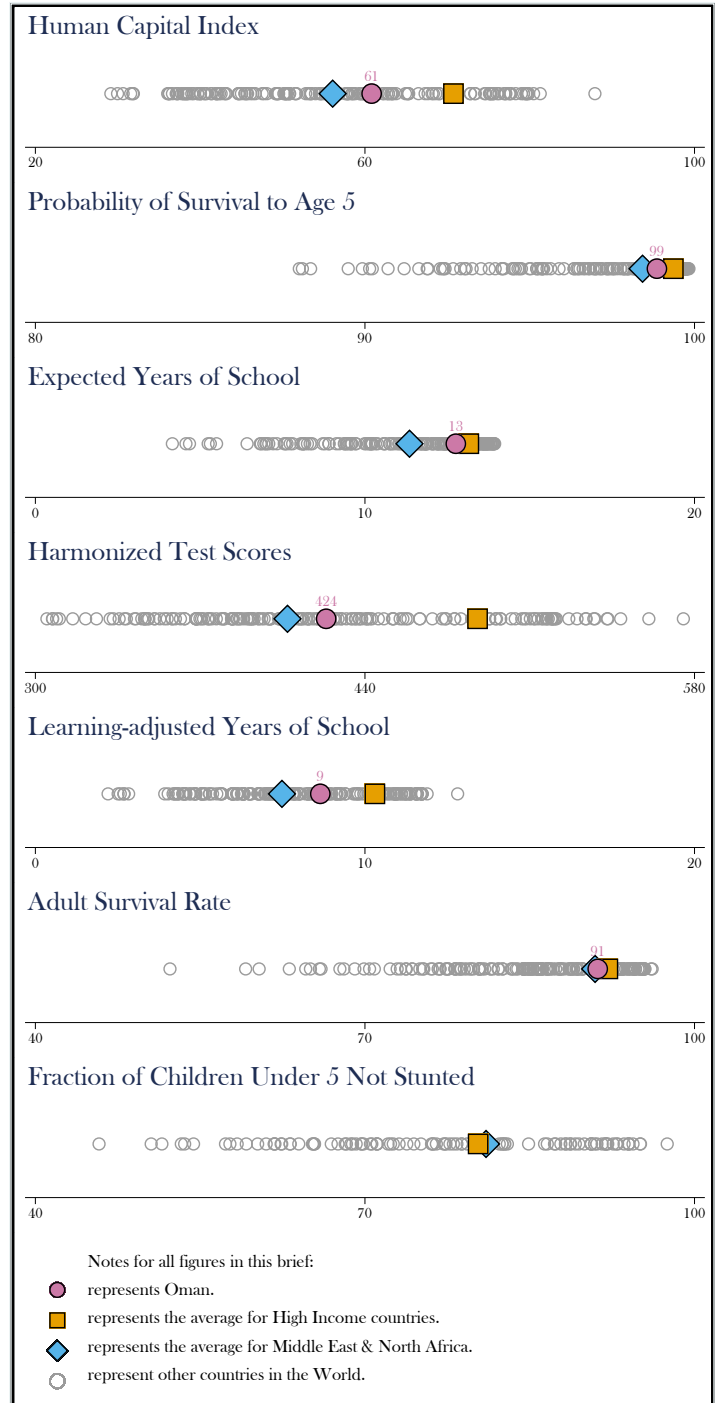 Human Capital Index
61
20 60 100
Probability of Survival to Age 5
99
80 90 100
Expected Years of School
13
0 10 20
Harmonized Test Scores
424
300 440 580
Learning-adjusted Years of School
9
0 10 20
Adult Survival Rate
91
40 70 100
Fraction of Children Under 5 Not Stunted
40 70 100
Notes for all figures in this brief:
represents Oman.
represents the average for High Income countries.
represents the average for Middle East & North Africa.
represent other countries in the World.